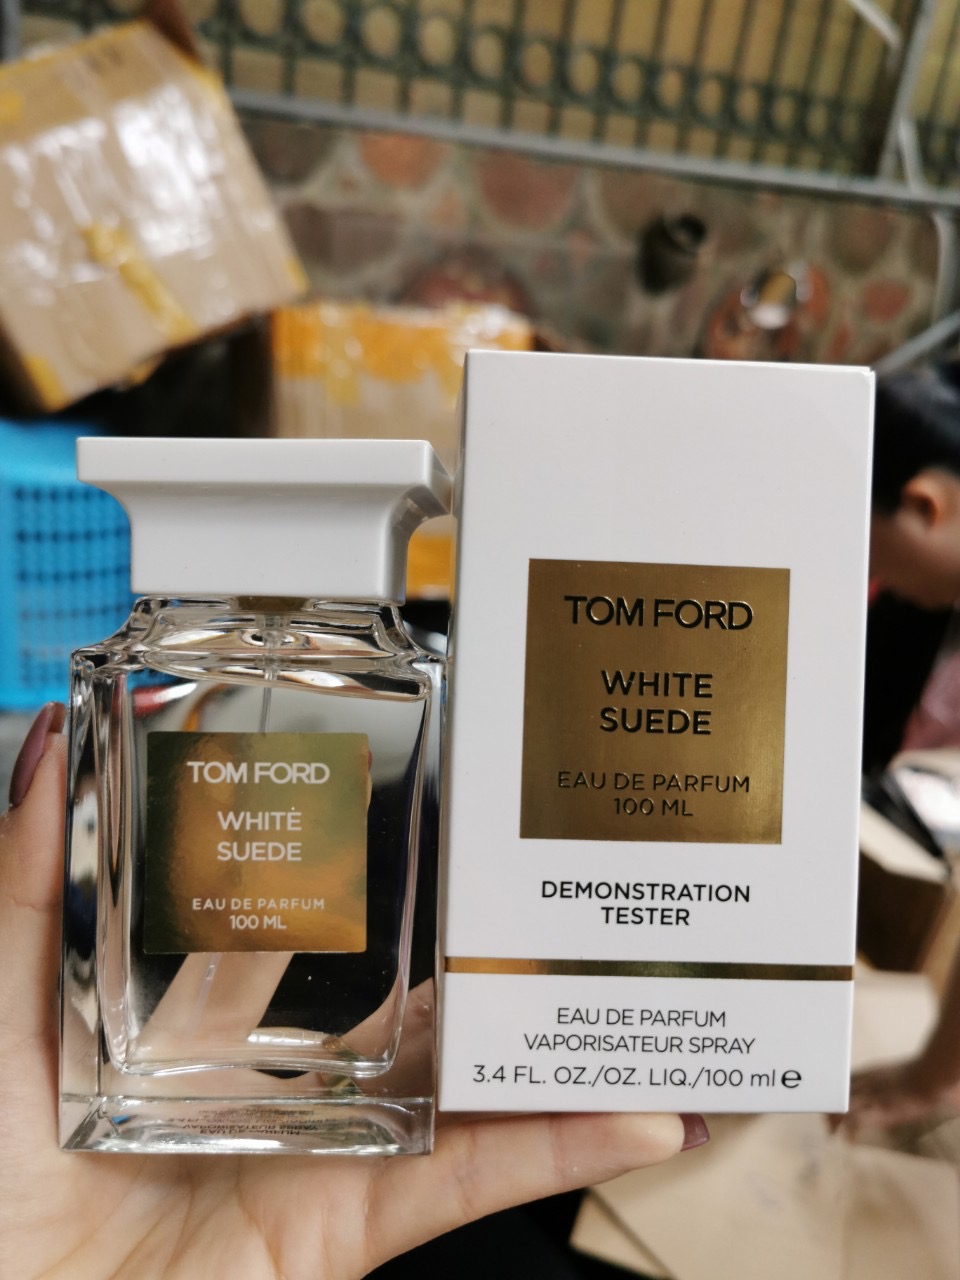 TOM FORD
WHITE
SUEDE
EAU DE PARFUM
100 ML
TOM FORD
WHITE
SUEDE
EAU DE PARFUM
100 ML
DEMONSTRATION
TESTER
EAU DE PARFUM
VAPORISATEUR SPRAY
3.4 FL. OZ./OZ. LIQ./100 ml e